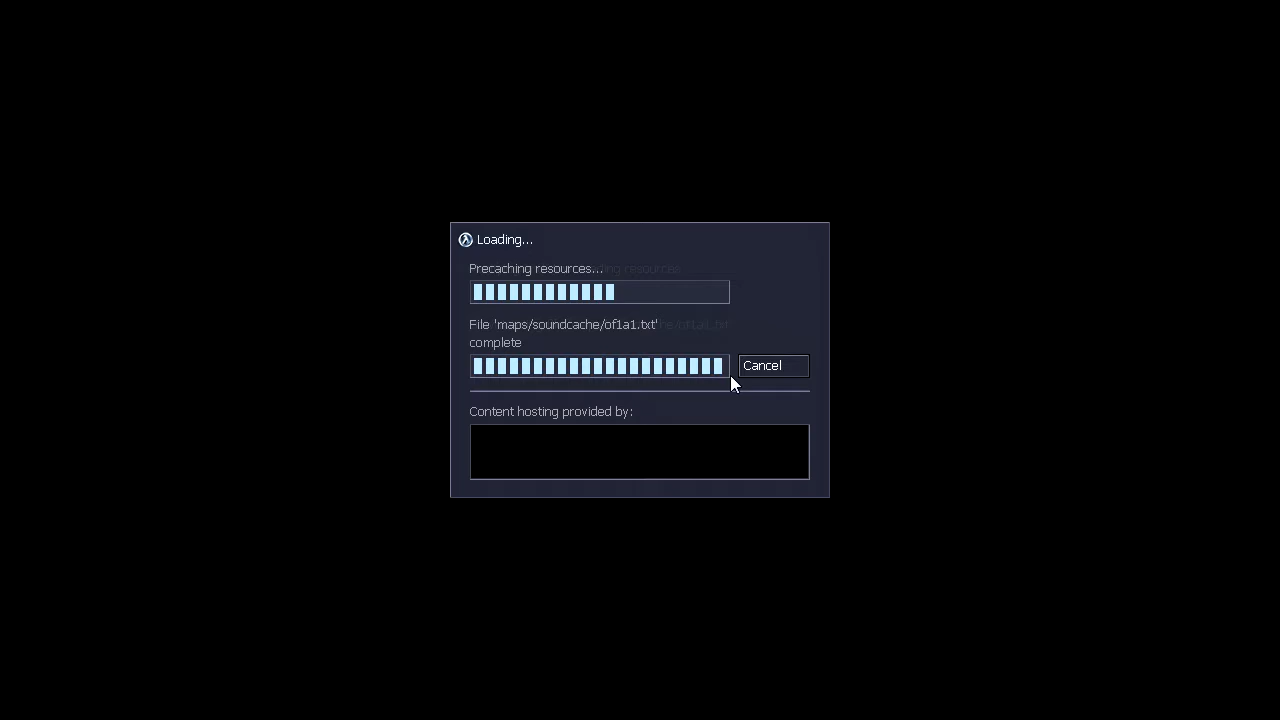 Loading...
Precaching resources...
File 'maps/soundcache/of1a1.txt'
complete
Cancel
Content hosting provided by: